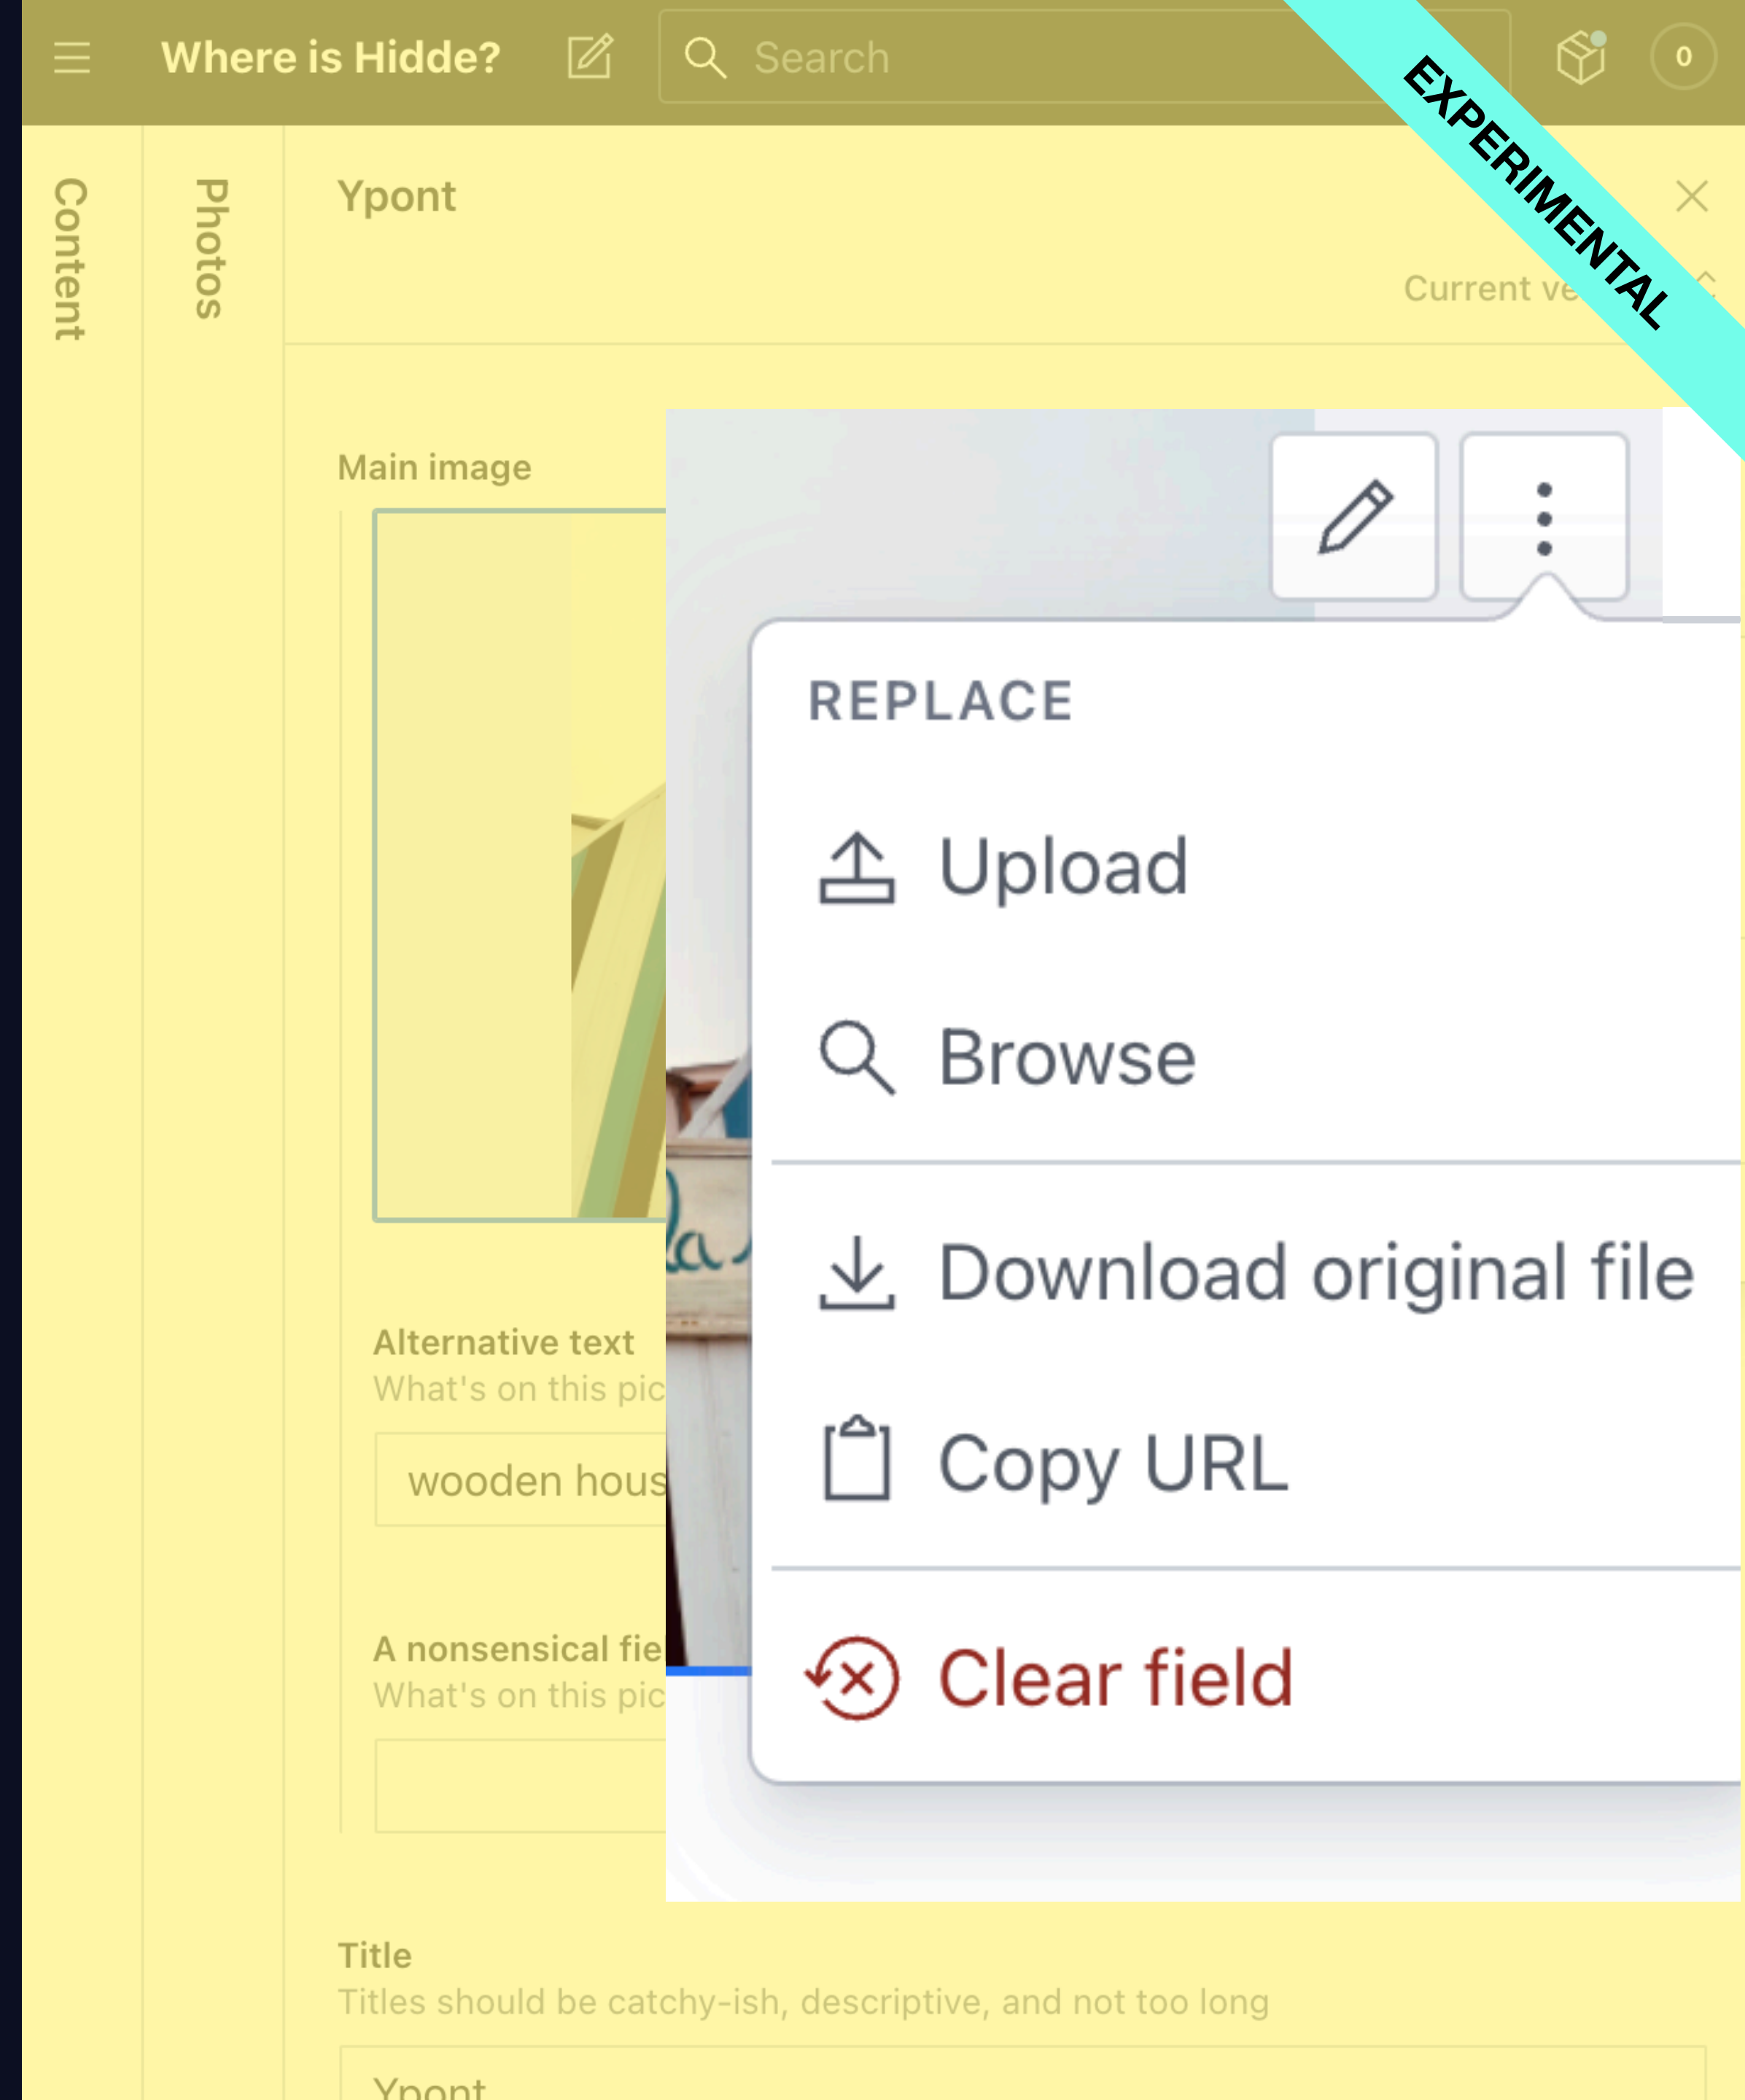 Where is Hidde?
Search
0
EXPERIMENTAL
Content
Photos
Ypont
Current ve
Main image
REPLACE
Upload
Browse
Download original file
Copy URL
Clear field
la
Alternative text
What's on this pic
wooden hous
A nonsensical fie
What's on this pic
Title
Titles should be catchy-ish, descriptive, and not too long
Ypont